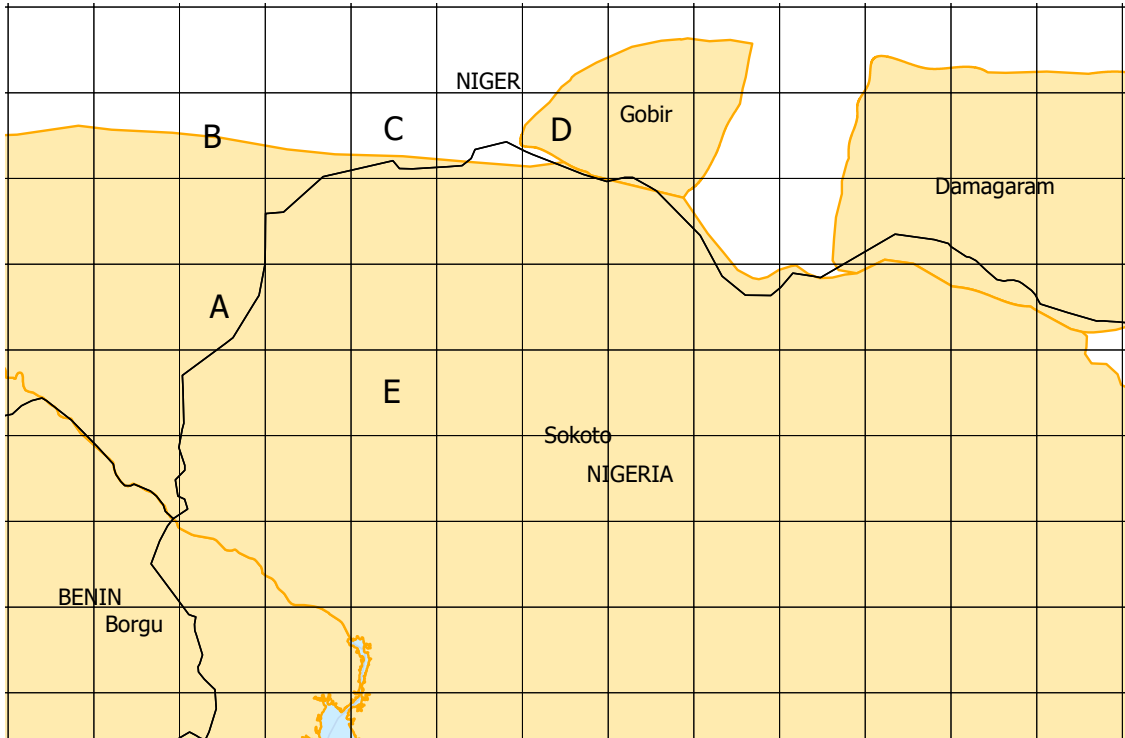 NIGER
Gobir
B
C
D
Damagaram
A
E
Sokoto
NIGERIA
BENIN
Borgu